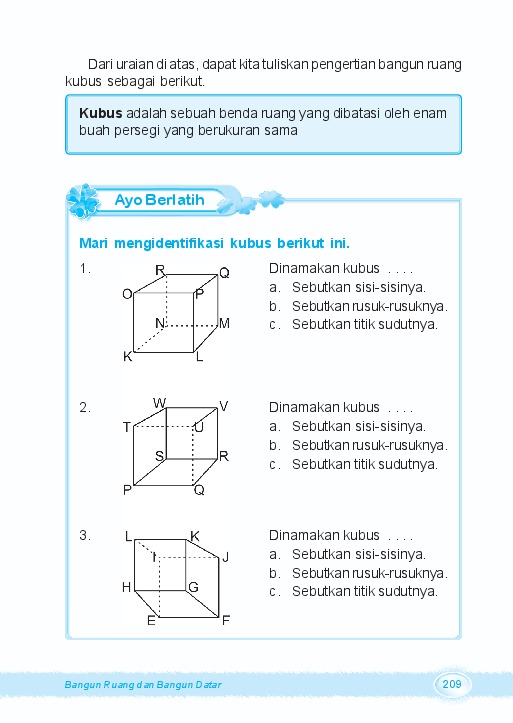 Dari uraian di atas, dapat kita tuliskan pengertian bangun ruang
kubus sebagai berikut.
Kubus adalah sebuah benda ruang yang dibatasi oleh enam
buah persegi yang berukuran sama
Ayo Berlatih
Mari mengidentifikasi kubus berikut ini.
1.
R Q
O P
N M
K L
Dinamakan kubus . . . .
a. Sebutkan sisi-sisinya.
b. Sebutkan rusuk-rusuknya.
c. Sebutkan titik sudutnya.
2.
W V
T U
S R
P Q
Dinamakan kubus . . . .
a. Sebutkan sisi-sisinya.
b. Sebutkan rusuk-rusuknya.
c. Sebutkan titik sudutnya.
3.
L K
I J
H G
E F
Dinamakan kubus . . . .
a. Sebutkan sisi-sisinya.
b. Sebutkan rusuk-rusuknya.
c. Sebutkan titik sudutnya.
Bangun Ruang dan Bangun Datar 209